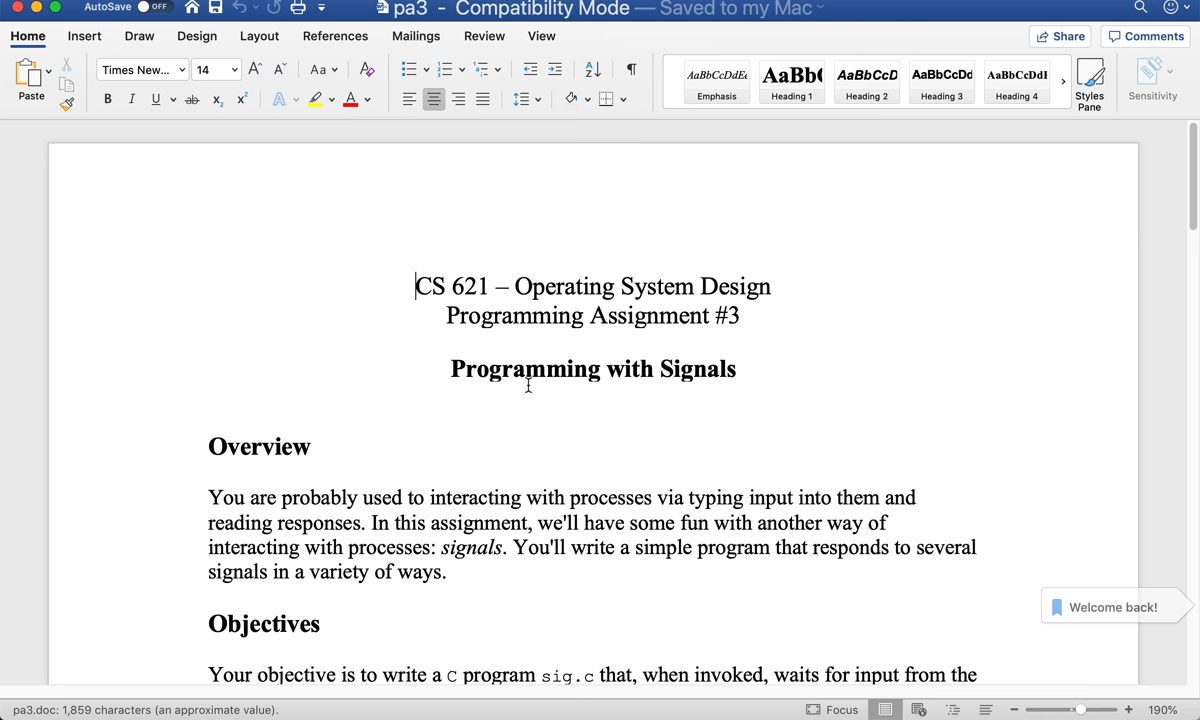 AutoSave OFF
pa3 - Compatibility Mode — Saved to my Mac
Home Insert Draw Design Layout References Mailings Review View Share Comments
Paste
Times New... 14 Aa
B I U ab X₂ X² A A
AaBbCcDdEe AaBb( AaBbCcD AaBbCcDd AaBbCcDdI
Emphasis Heading 1 Heading 2 Heading 3 Heading 4 Styles Pane Sensitivity
CS 621 – Operating System Design
Programming Assignment #3
Programming with Signals
Overview
You are probably used to interacting with processes via typing input into them and
reading responses. In this assignment, we'll have some fun with another way of
interacting with processes: signals. You'll write a simple program that responds to several
signals in a variety of ways.
Welcome back!
Objectives
Your objective is to write a C program sig.c that, when invoked, waits for input from the
pa3.doc: 1,859 characters (an approximate value). Focus 190%